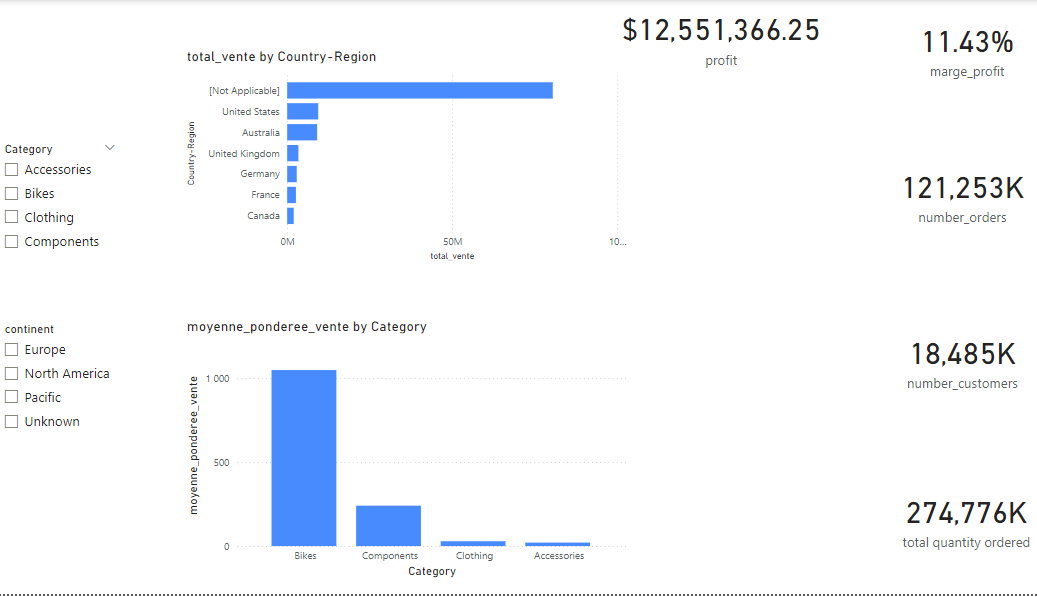 $12,551,366.25
profit
11.43%
marge_profit
total_vente by Country-Region
Country-Region
[Not Applicable]
United States
Australia
United Kingdom
Germany
France
Canada
0M
50M
10...
total_vente
Category
Accessories
Bikes
Clothing
Components
121,253K
number_orders
continent
Europe
North America
Pacific
Unknown
moyenne_ponderee_vente by Category
moyenne_ponderee_vente
1 000
500
0
Bikes
Components
Clothing
Accessories
Category
18,485K
number_customers
274,776K
total quantity ordered